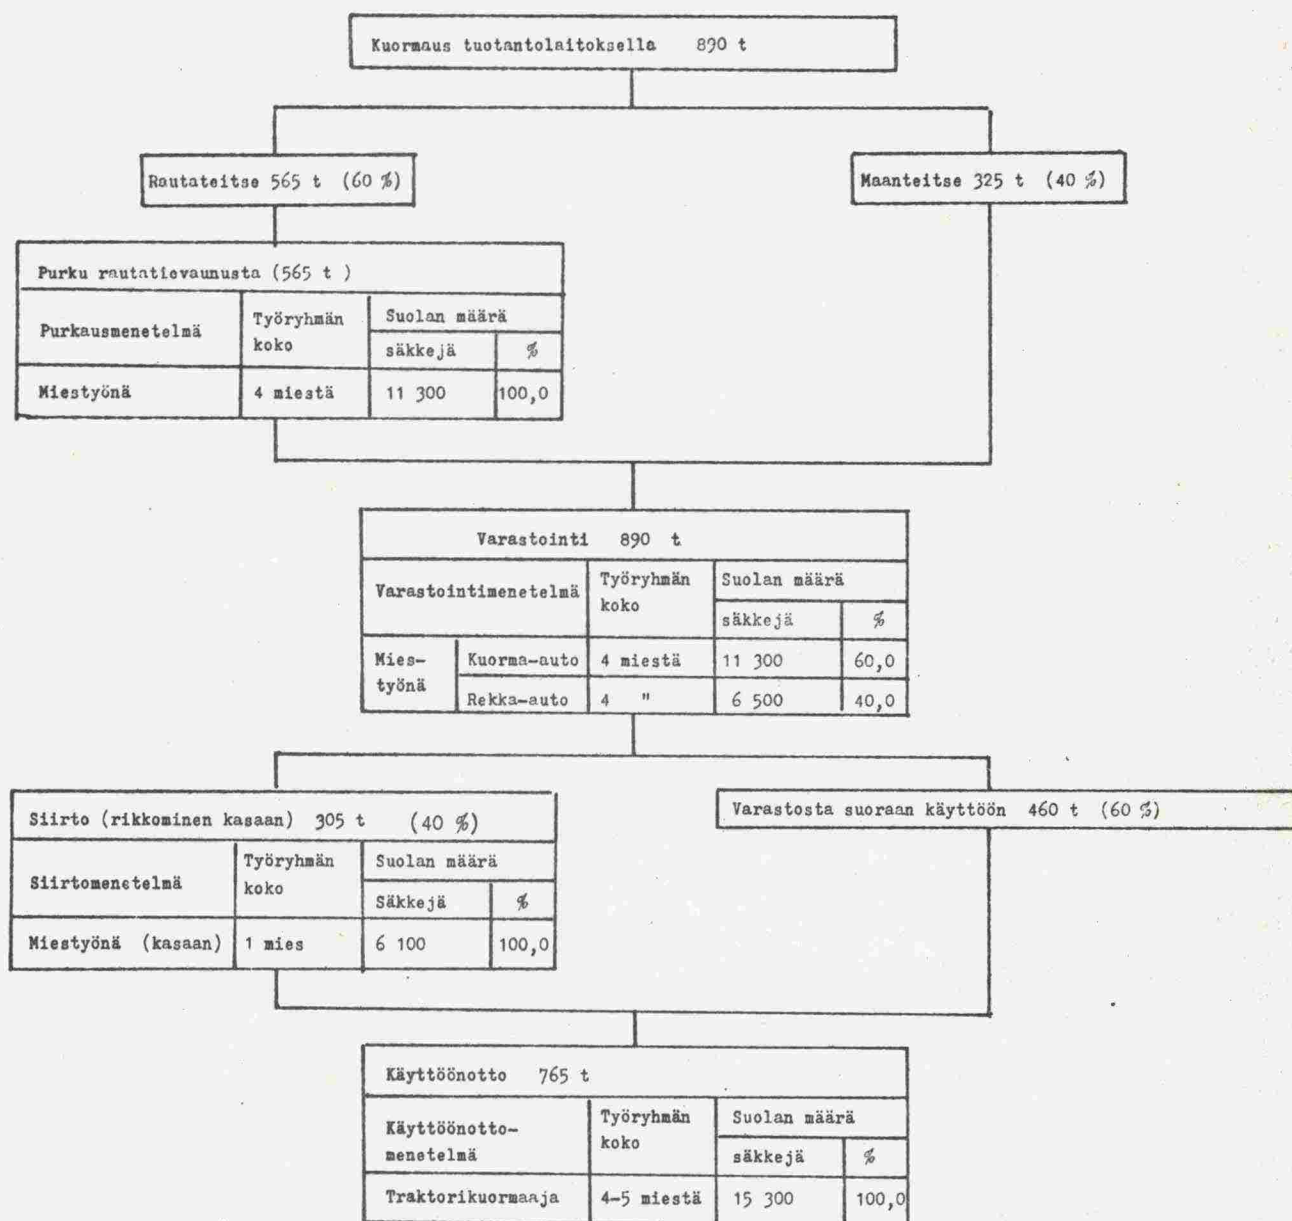 Kuormaus tuotantolaitoksella 890 t
Rautateitse 565 t (60 %)
Maanteitse 325 t (40 %)
Purku rautatievaunusta (565 t )
Purkausmenetelmä
Työryhmän
koko
Suolan määrä
säkkejä
%
Miestyönä
4 miestä
11 300
100,0
Varastointi 890 t
Varastointimenetelmä
Työryhmän
koko
Suolan määrä
säkkejä
%
Mies-
työnä
Kuorma-auto
4 miestä
11 300
60,0
Rekka-auto
4 "
6 500
40,0
Siirto (rikkominen kasaan) 305 t (40 %)
Siirtomenetelmä
Työryhmän
koko
Suolan määrä
Säkkejä
%
Miestyönä (kasaan)
1 mies
6 100
100,0
Varastosta suoraan käyttöön 460 t (60 %)
Käyttöönotto 765 t
Käyttöönotto-
menetelmä
Työryhmän
koko
Suolan määrä
säkkejä
%
Traktorikuormaaja
4-5 miestä
15 300
100,0